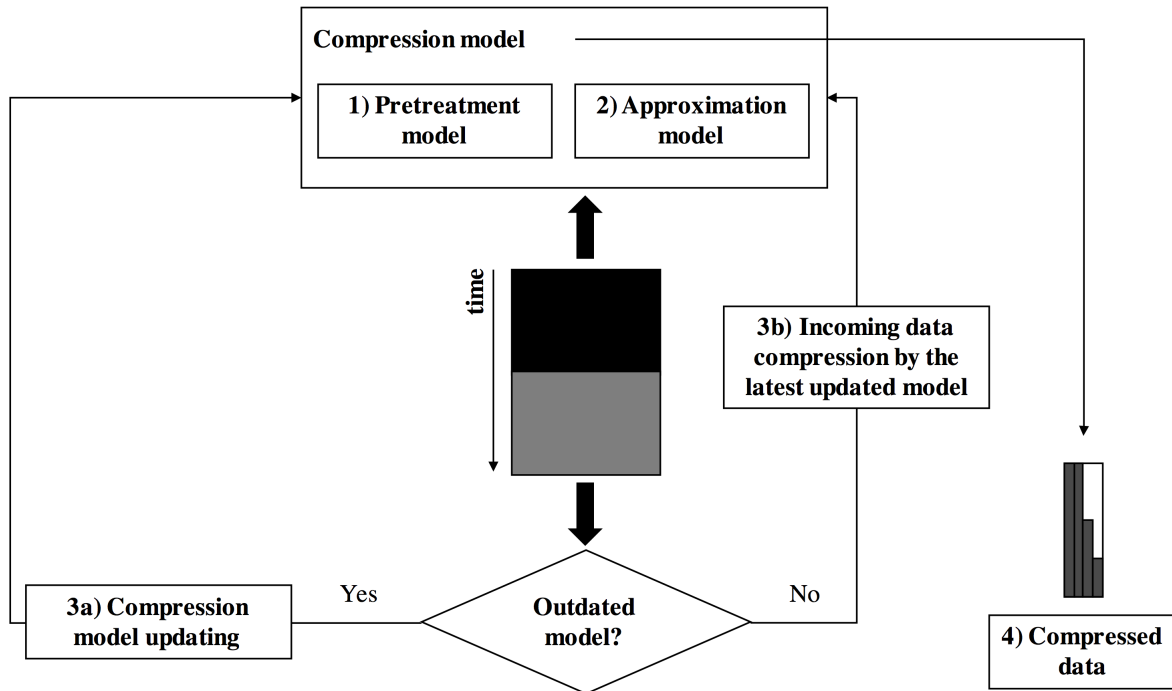 Compression model
1) Pretreatment
model
2) Approximation
model
time
3b) Incoming data
compression by the
latest updated model
3a) Compression
model updating
Yes
Outdated
model?
No
4) Compressed
data